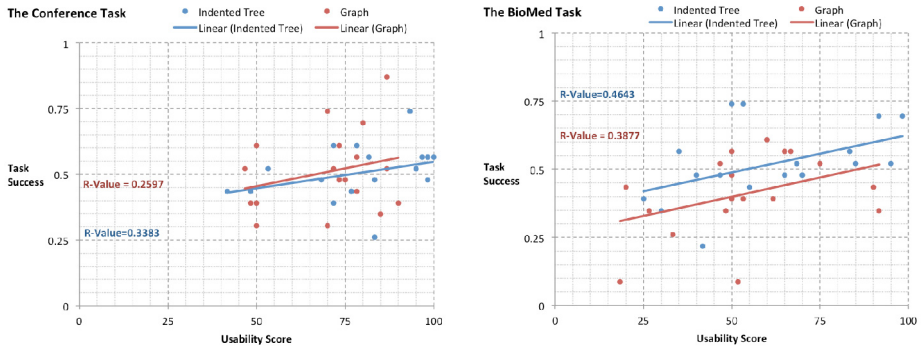 The Conference Task
Indented Tree
Graph
Linear (Indented Tree)
Linear (Graph)
1
0.75
0.5
0.25
0
Task
Success
R-Value = 0.2597
R-Value=0.3383
0
25
50
75
100
Usability Score
The BioMed Task
Indented Tree
Graph
Linear (Indented Tree)
Linear (Graph)
1
0.75
0.5
0.25
0
Task
Success
R-Value=0.4643
R-Value = 0.3877
0
25
50
75
100
Usability Score